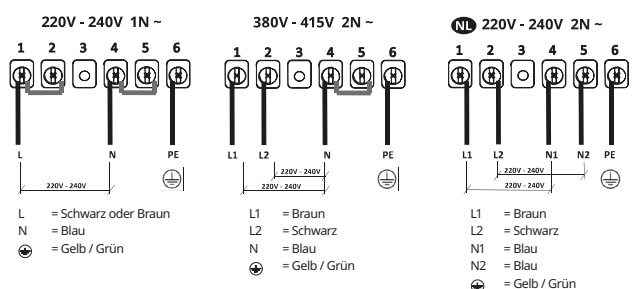 220V - 240V 1N ~
1 2 3 4 5 6
L N PE
220V - 240V
L = Schwarz oder Braun
N = Blau
= Gelb / Grün
380V - 415V 2N ~
1 2 3 4 5 6
L1 L2 N PE
220V - 240V
220V - 240V
L1 = Braun
L2 = Schwarz
N = Blau
= Gelb / Grün
NL 220V - 240V 2N ~
1 2 3 4 5 6
L1 L2 N1 N2 PE
220V - 240V
220V - 240V
L1 = Braun
L2 = Schwarz
N1 = Blau
N2 = Blau
= Gelb / Grün